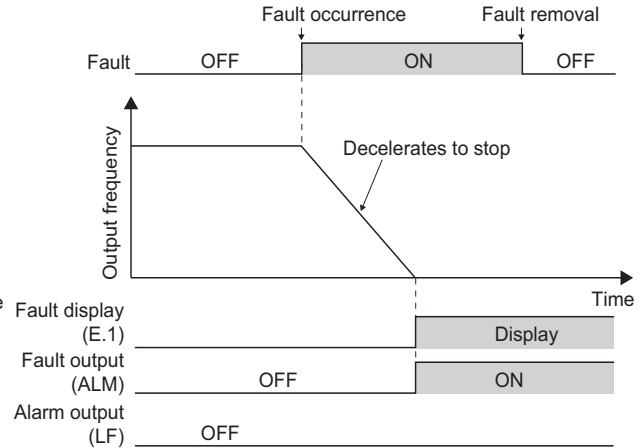 Fault occurrence
Fault removal
Fault
OFF
ON
OFF
Output frequency
Decelerates to stop
Time
e
Fault display
(E.1)
Display
Fault output
(ALM)
OFF
ON
Alarm output
(LF)
OFF